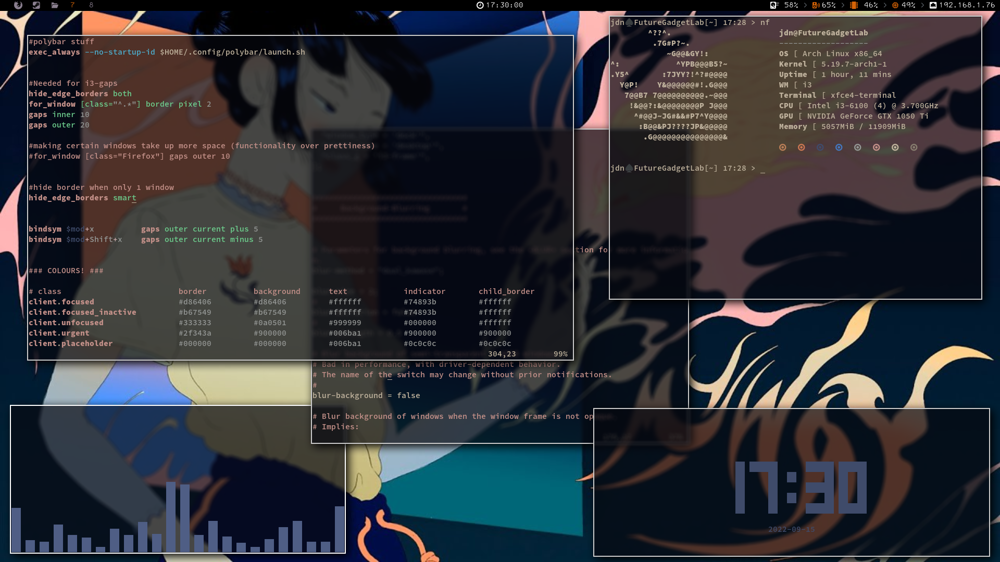 7 8 17:30:00 58% 65% 46% 49% 192.168.1.76
#polybar stuff
exec_always --no-startup-id $HOME/.config/polybar/launch.sh
#Needed for i3-gaps
hide_edge_borders both
for_window [class="^.*"] border pixel 2
gaps inner 10
gaps outer 20
#making certain windows take up more space (functionality over prettiness)
#for_window [class="Firefox"] gaps outer 10
#hide border when only 1 window
hide_edge_borders smart
bindsym $mod+x gaps outer current plus 5
bindsym $mod+Shift+x gaps outer current minus 5
### COLOURS! ###
# class border background text indicator child_border
client.focused #d86406 #d86406 #ffffff #74893b #ffffff
client.focused_inactive #b67549 #b67549 #ffffff #74893b #ffffff
client.unfocused #333333 #0a0501 #999999 #000000 #ffffff
client.urgent #2f343a #900000 #006ba1 #900000 #900000
client.placeholder #000000 #000000 #006ba1 #0c0c0c #0c0c0c
304,23 99%
jdn♠FutureGadgetLab[~] 17:28 > nf
^??^.
.7G#P?~.
~G@@&GY!:
^: ^YPB@@@B5?~
.Y5^ :7JYY?!^?#@@@@
Y@P! Y&@@@@@@#!.G@@@
7@@B7 7@@@@@@@@@@.~@@@
!&@@?:&@@@@@@@@P J@@@
^#@@J~JG#&&#P7^Y@@@@
:B@@&PJ????JP&@@@@@
.G@@@@@@@@@@@@@@@&
jdn@FutureGadgetLab
-------------------
OS [ Arch Linux x86_64
Kernel [ 5.19.7-arch1-1
Uptime [ 1 hour, 11 mins
WM [ i3
Terminal [ xfce4-terminal
CPU [ Intel i3-6100 (4) @ 3.700GHz
GPU [ NVIDIA GeForce GTX 1050 Ti
Memory [ 5057MiB / 11909MiB
jdn♠FutureGadgetLab[~] 17:28 > _
# Bad in performance, with driver-dependent behavior.
# The name of the switch may change without prior notifications.
#
blur-background = false
# Blur background of windows when the window frame is not opaque.
# Implies:
17:30
2022-09-15